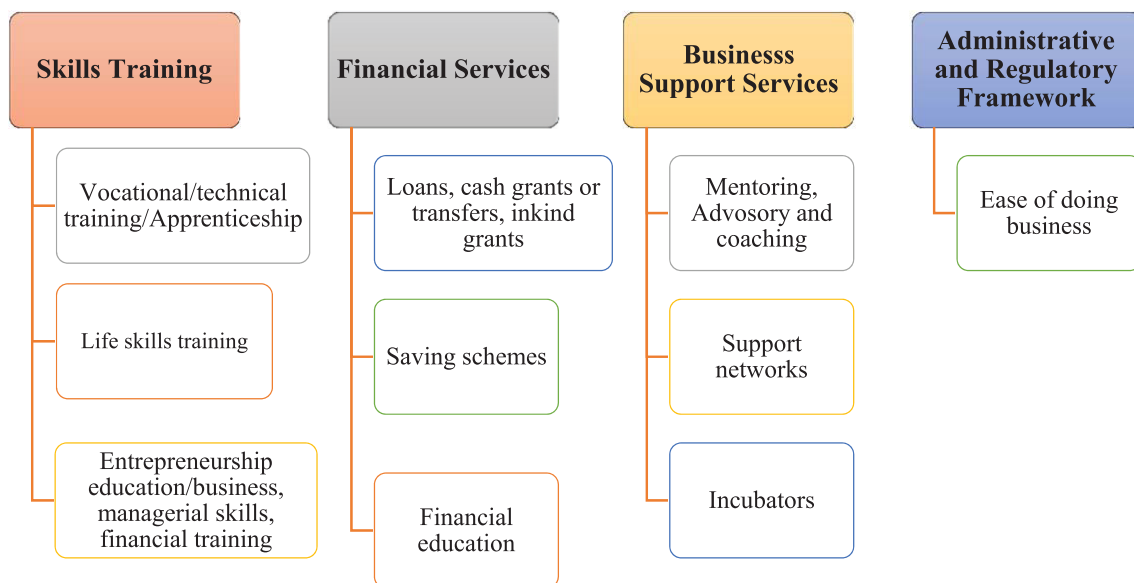 Skills Training
Vocational/technical
training/Apprenticeship
Life skills training
Entrepreneurship
education/business,
managerial skills,
financial training
Financial Services
Loans, cash grants or
transfers, inkind
grants
Saving schemes
Financial
education
Businesss
Support Services
Mentoring,
Advosory and
coaching
Support
networks
Incubators
Administrative
and Regulatory
Framework
Ease of doing
business